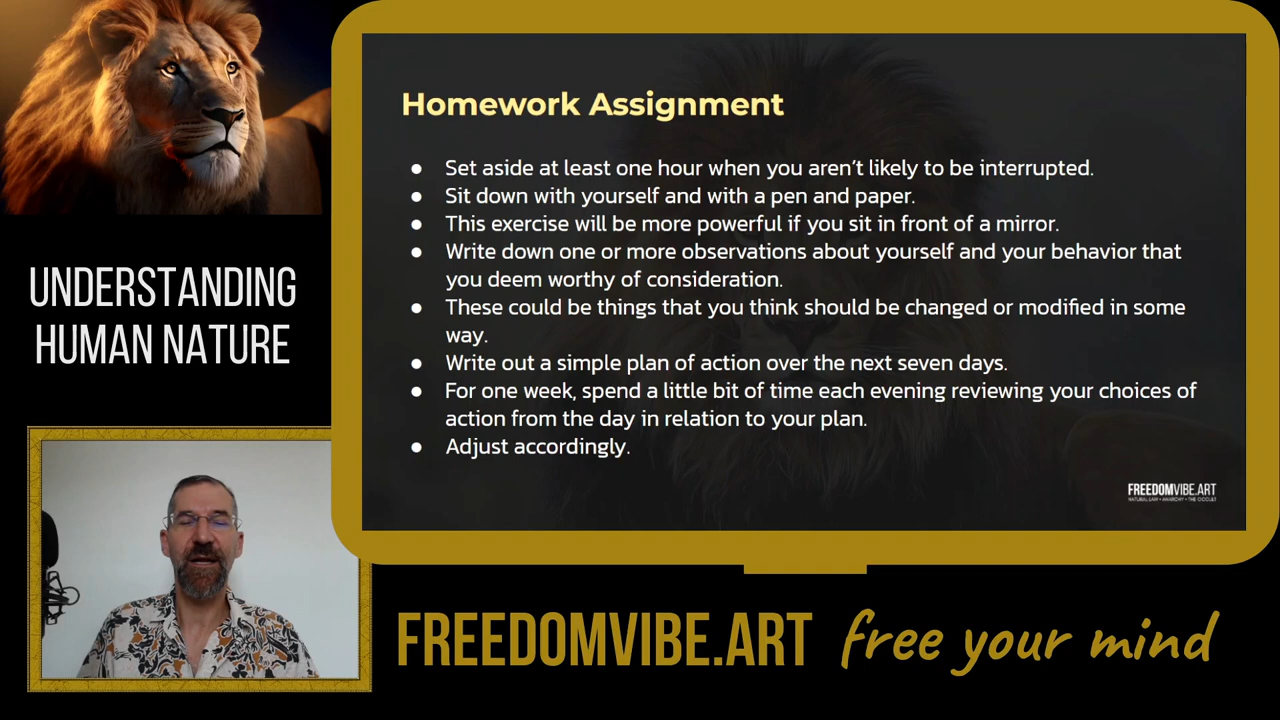 UNDERSTANDING
HUMAN NATURE
Homework Assignment
● Set aside at least one hour when you aren’t likely to be interrupted.
● Sit down with yourself and with a pen and paper.
● This exercise will be more powerful if you sit in front of a mirror.
● Write down one or more observations about yourself and your behavior that
you deem worthy of consideration.
● These could be things that you think should be changed or modified in some
way.
● Write out a simple plan of action over the next seven days.
● For one week, spend a little bit of time each evening reviewing your choices of
action from the day in relation to your plan.
● Adjust accordingly.
FREEDOMVIBE.ART
NATURAL LAW • ANARCHY • THE OCCULT
FREEDOMVIBE.ART free your mind